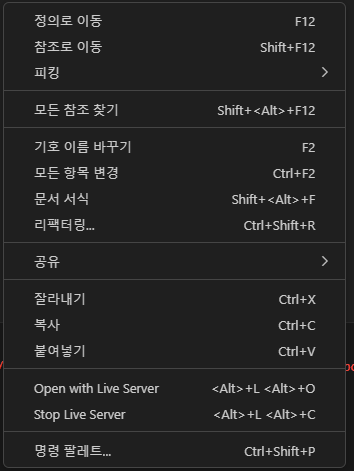 정의로 이동 F12
참조로 이동 Shift+F12
피킹
모든 참조 찾기 Shift+<Alt>+F12
기호 이름 바꾸기 F2
모든 항목 변경 Ctrl+F2
문서 서식 Shift+<Alt>+F
리팩터링... Ctrl+Shift+R
공유
잘라내기 Ctrl+X
복사 Ctrl+C
붙여넣기 Ctrl+V
Open with Live Server <Alt>+L <Alt>+O
Stop Live Server <Alt>+L <Alt>+C
명령 팔레트... Ctrl+Shift+P